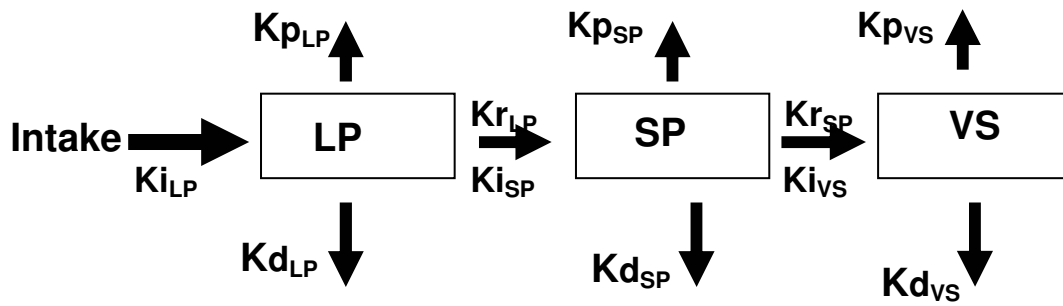 Kp_LP
Kp_SP
Kp_VS
Intake
Ki_LP
LP
Kr_LP
Ki_SP
SP
Kr_SP
Ki_VS
VS
Kd_LP
Kd_SP
Kd_VS